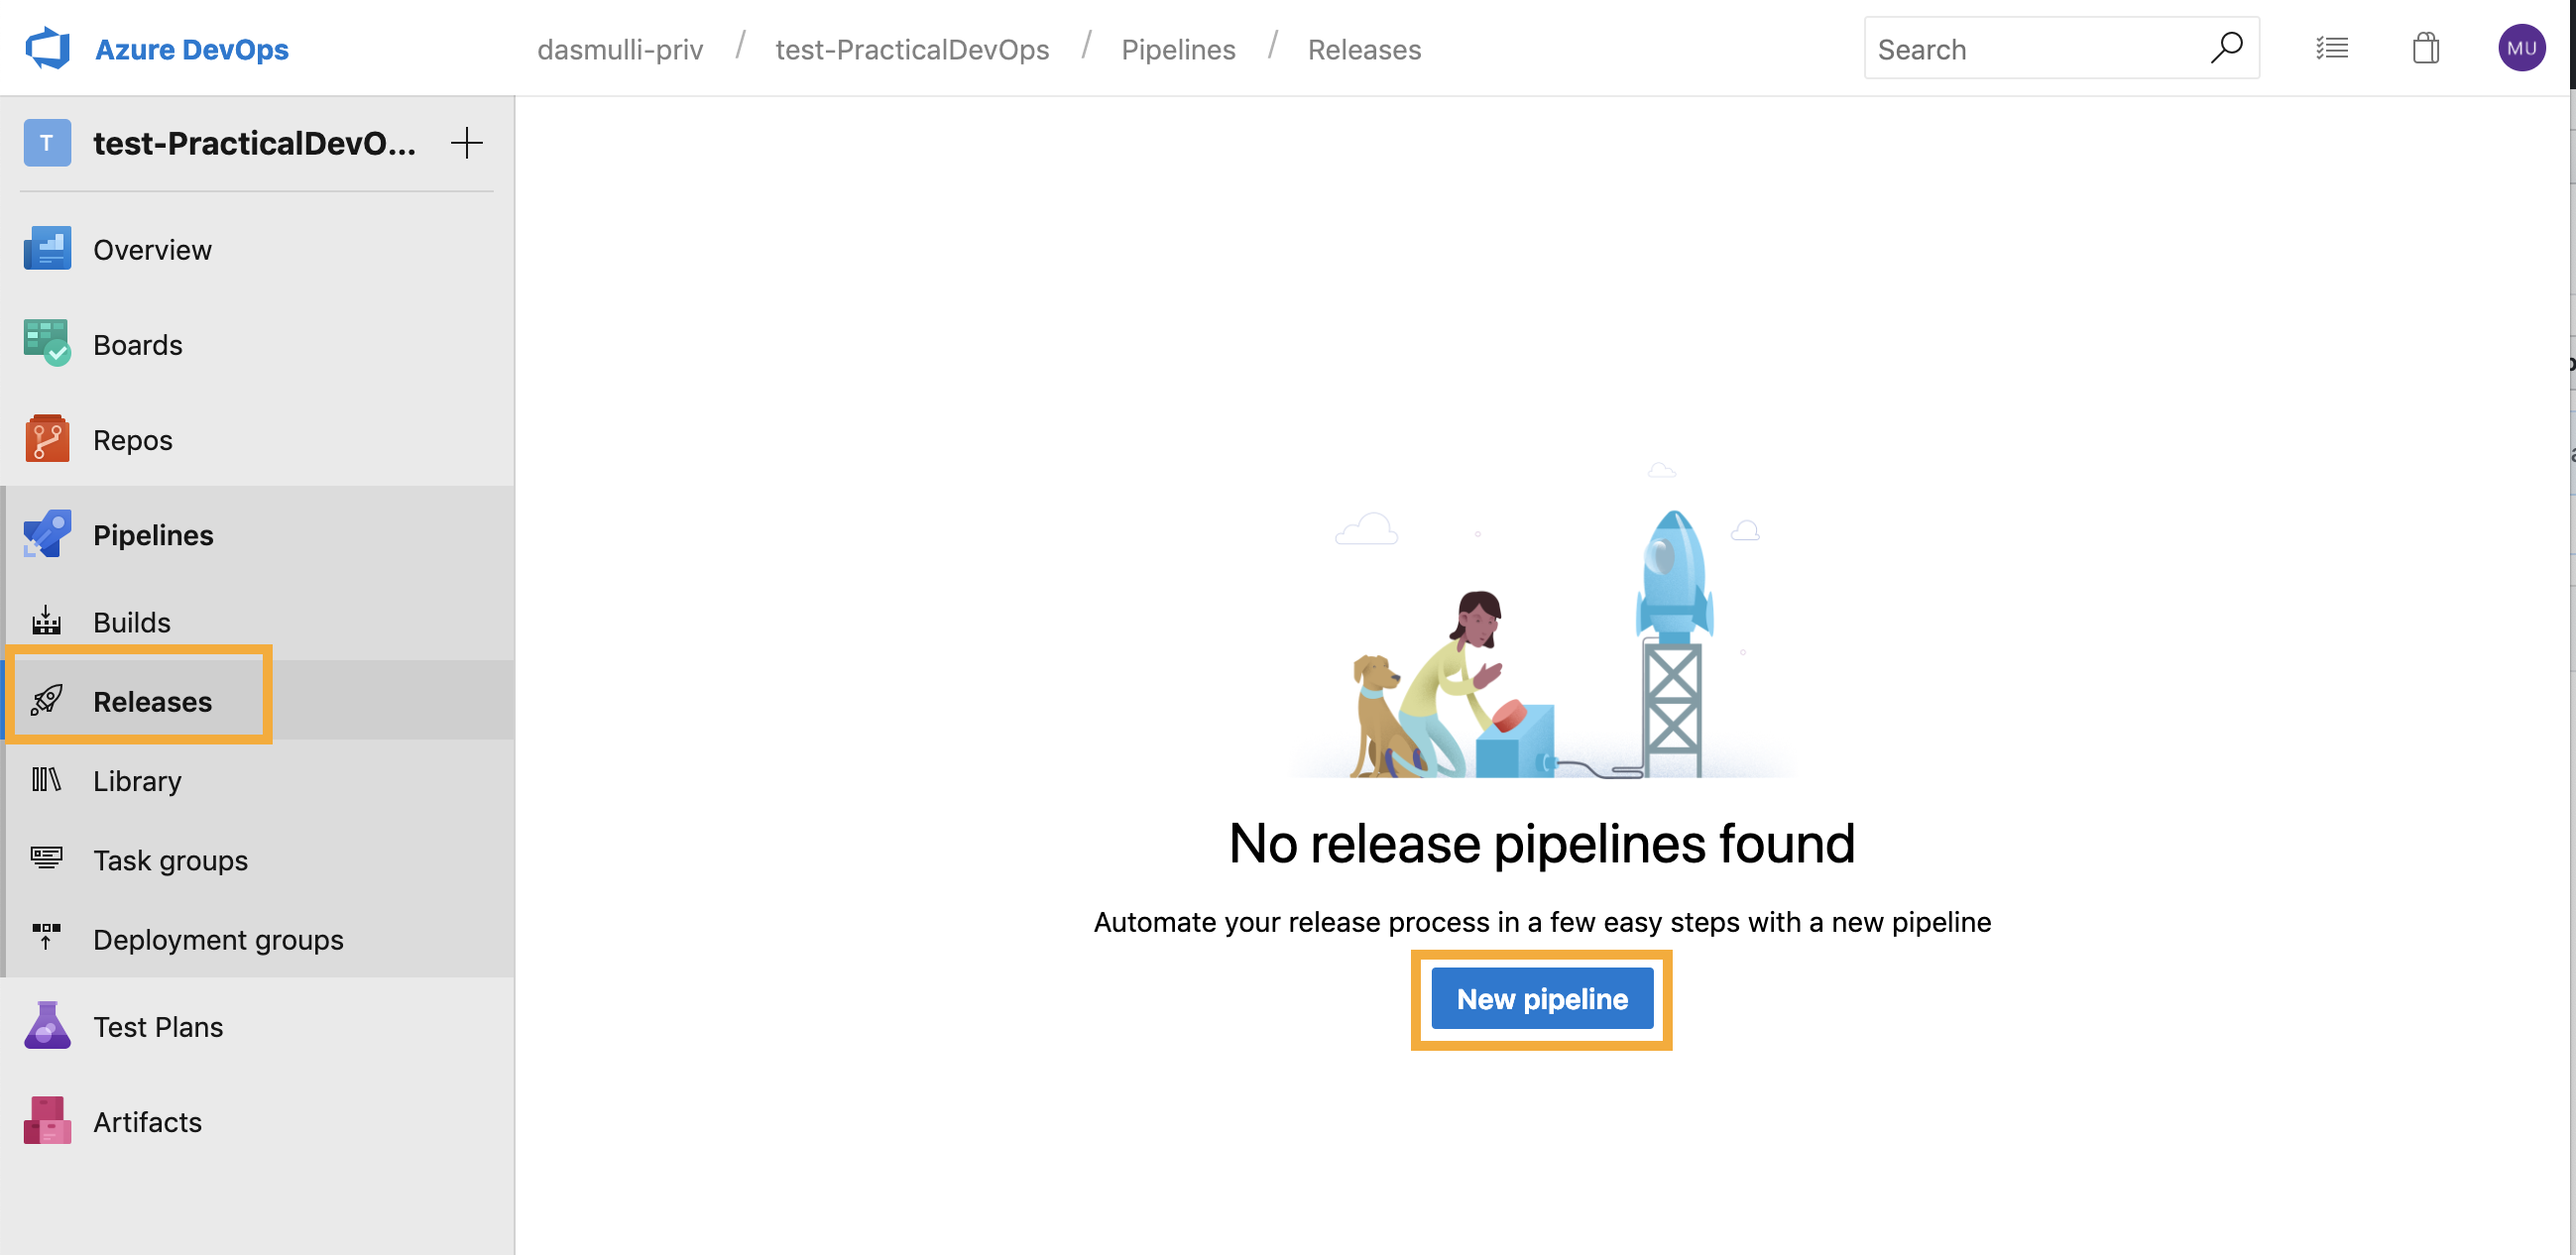 Azure DevOps
dasmulli-priv / test-PracticalDevOps / Pipelines / Releases
Search
MU
T
test-PracticalDevO...
Overview
Boards
Repos
Pipelines
Builds
Releases
Library
Task groups
Deployment groups
Test Plans
Artifacts
No release pipelines found
Automate your release process in a few easy steps with a new pipeline
New pipeline